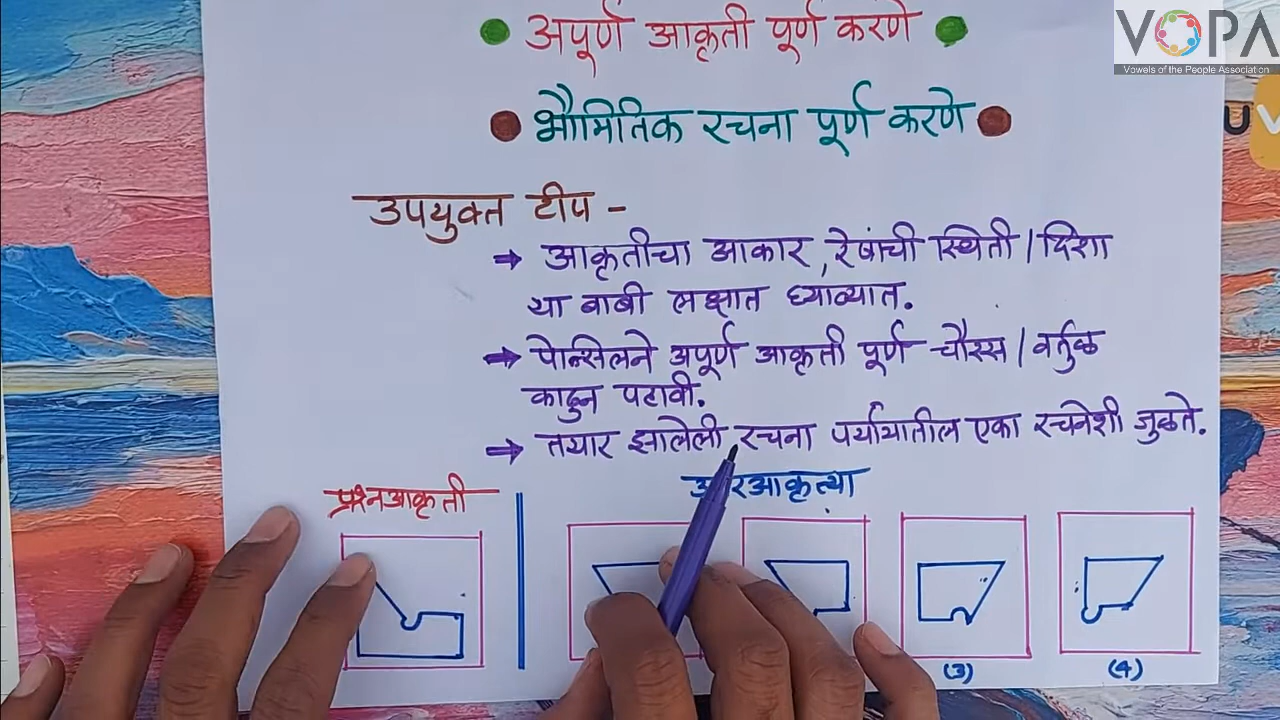 VOPA
Vowels of the People Association
अपूर्ण आकृती पूर्ण करणे
भौमितिक रचना पूर्ण करणे
उपयुक्त टीप -
→ आकृतीचा आकार, रेषांची स्थिती / दिशा
या बाबी लक्षात घ्याव्यात.
→ पेन्सिलने अपूर्ण आकृती पूर्ण चौरस / वर्तुळ
काढुन पहावी.
→ तयार झालेली रचना पर्यायातील एका रचनेशी जुळते.
प्रश्नआकृती
(3) (4)